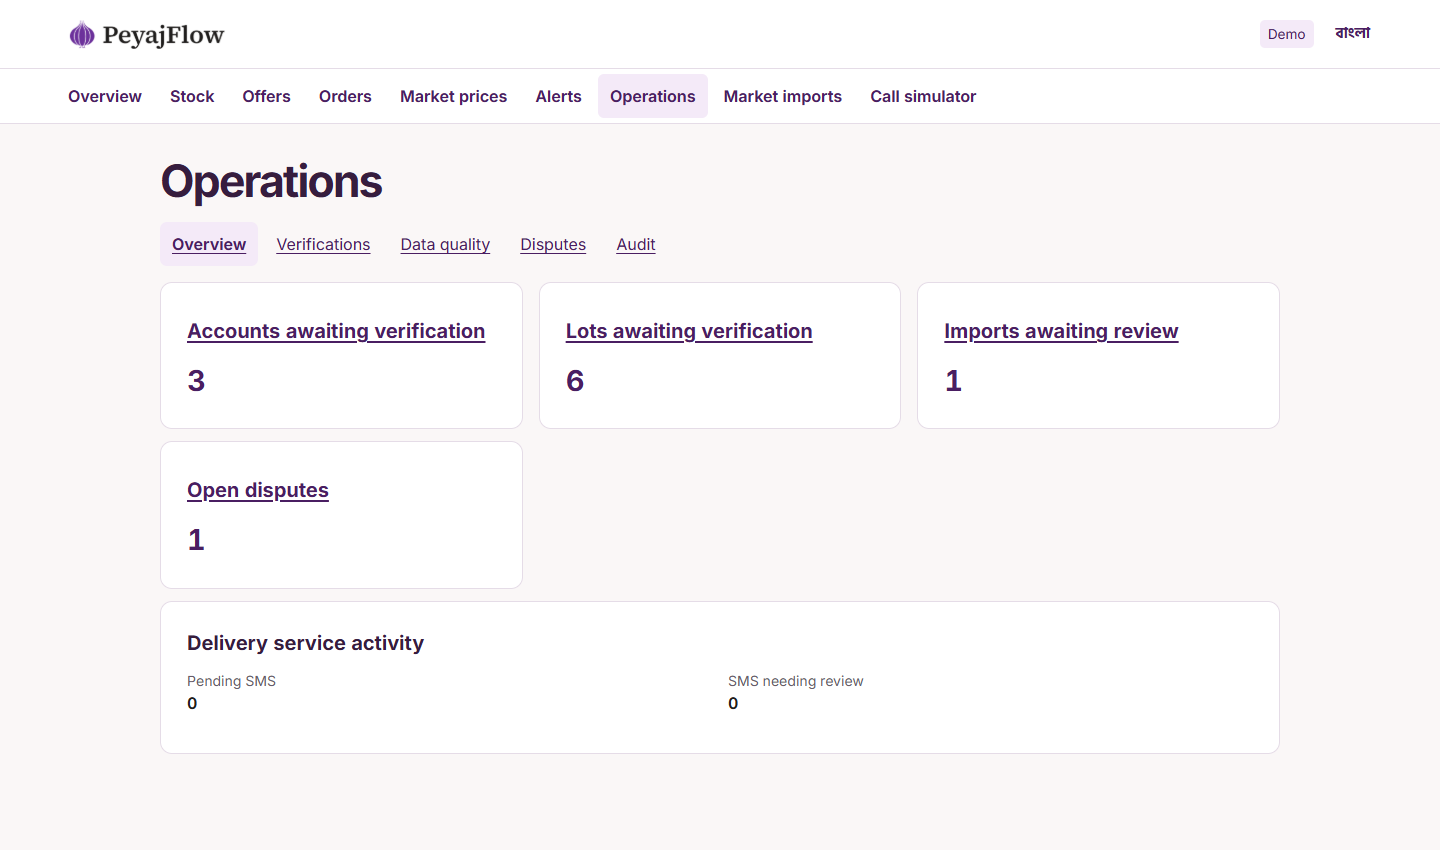 PeyajFlow
Demo
বাংলা
Overview Stock Offers Orders Market prices Alerts Operations Market imports Call simulator
Operations
Overview Verifications Data quality Disputes Audit
Accounts awaiting verification
3
Lots awaiting verification
6
Imports awaiting review
1
Open disputes
1
Delivery service activity
Pending SMS
0
SMS needing review
0